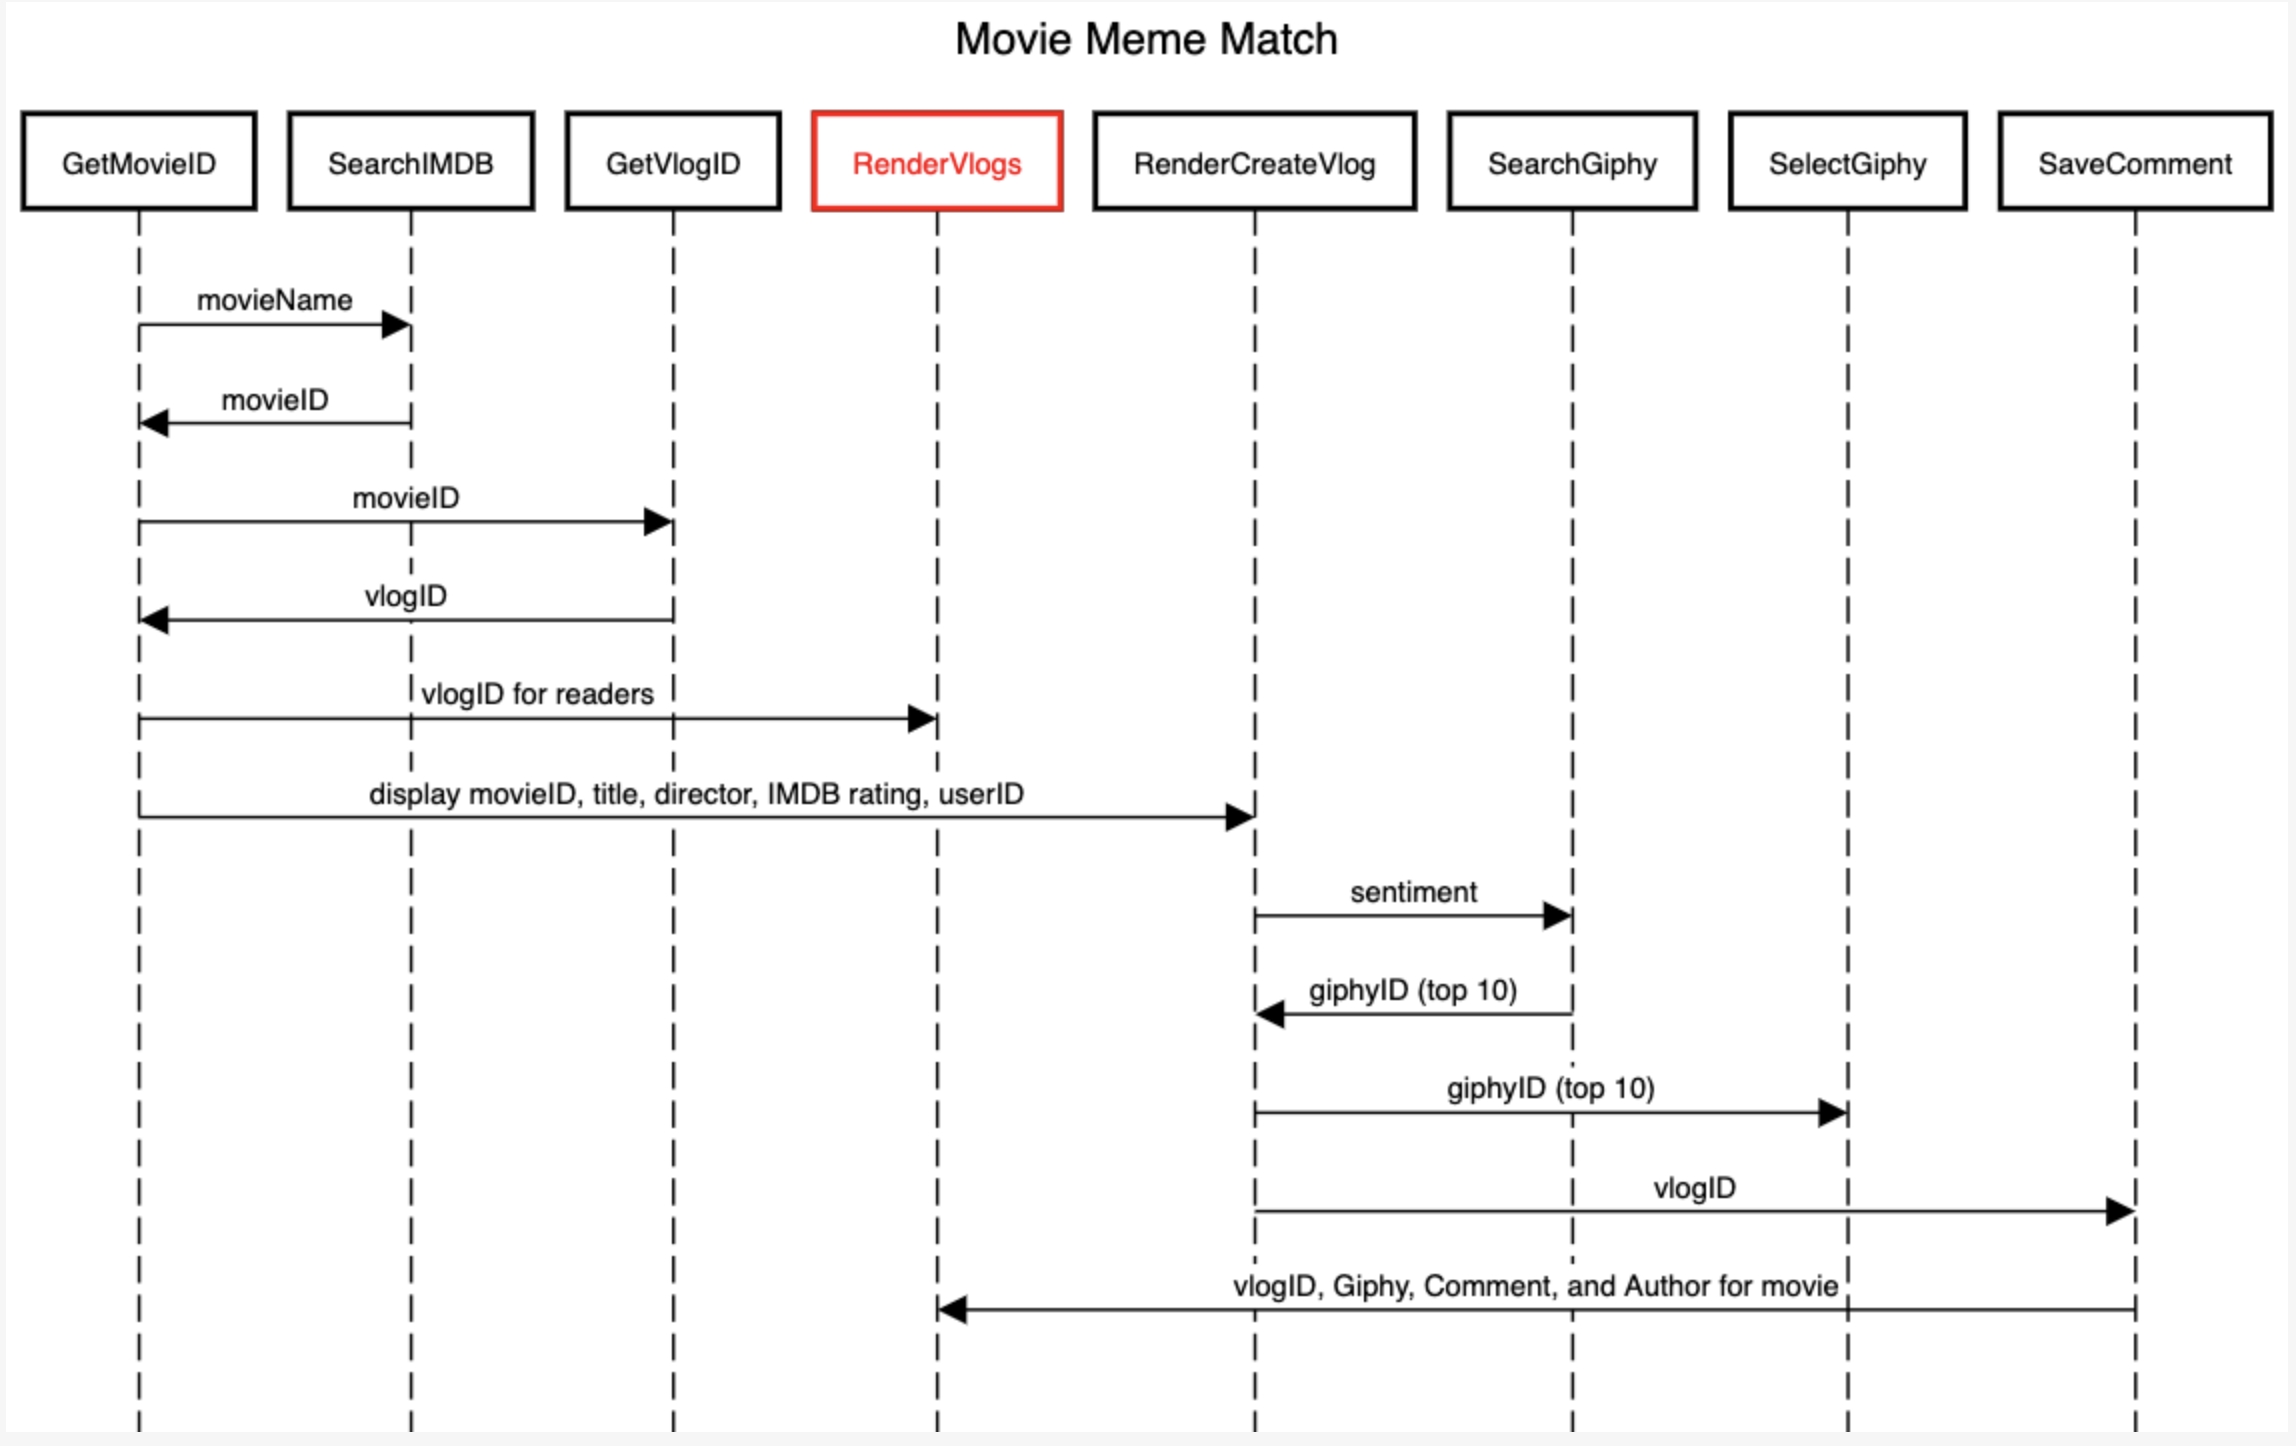 Movie Meme Match
GetMovieID
SearchIMDB
GetVlogID
RenderVlogs
RenderCreateVlog
SearchGiphy
SelectGiphy
SaveComment
movieName
movieID
movieID
vlogID
vlogID for readers
display movieID, title, director, IMDB rating, userID
sentiment
giphyID (top 10)
giphyID (top 10)
vlogID
vlogID, Giphy, Comment, and Author for movie